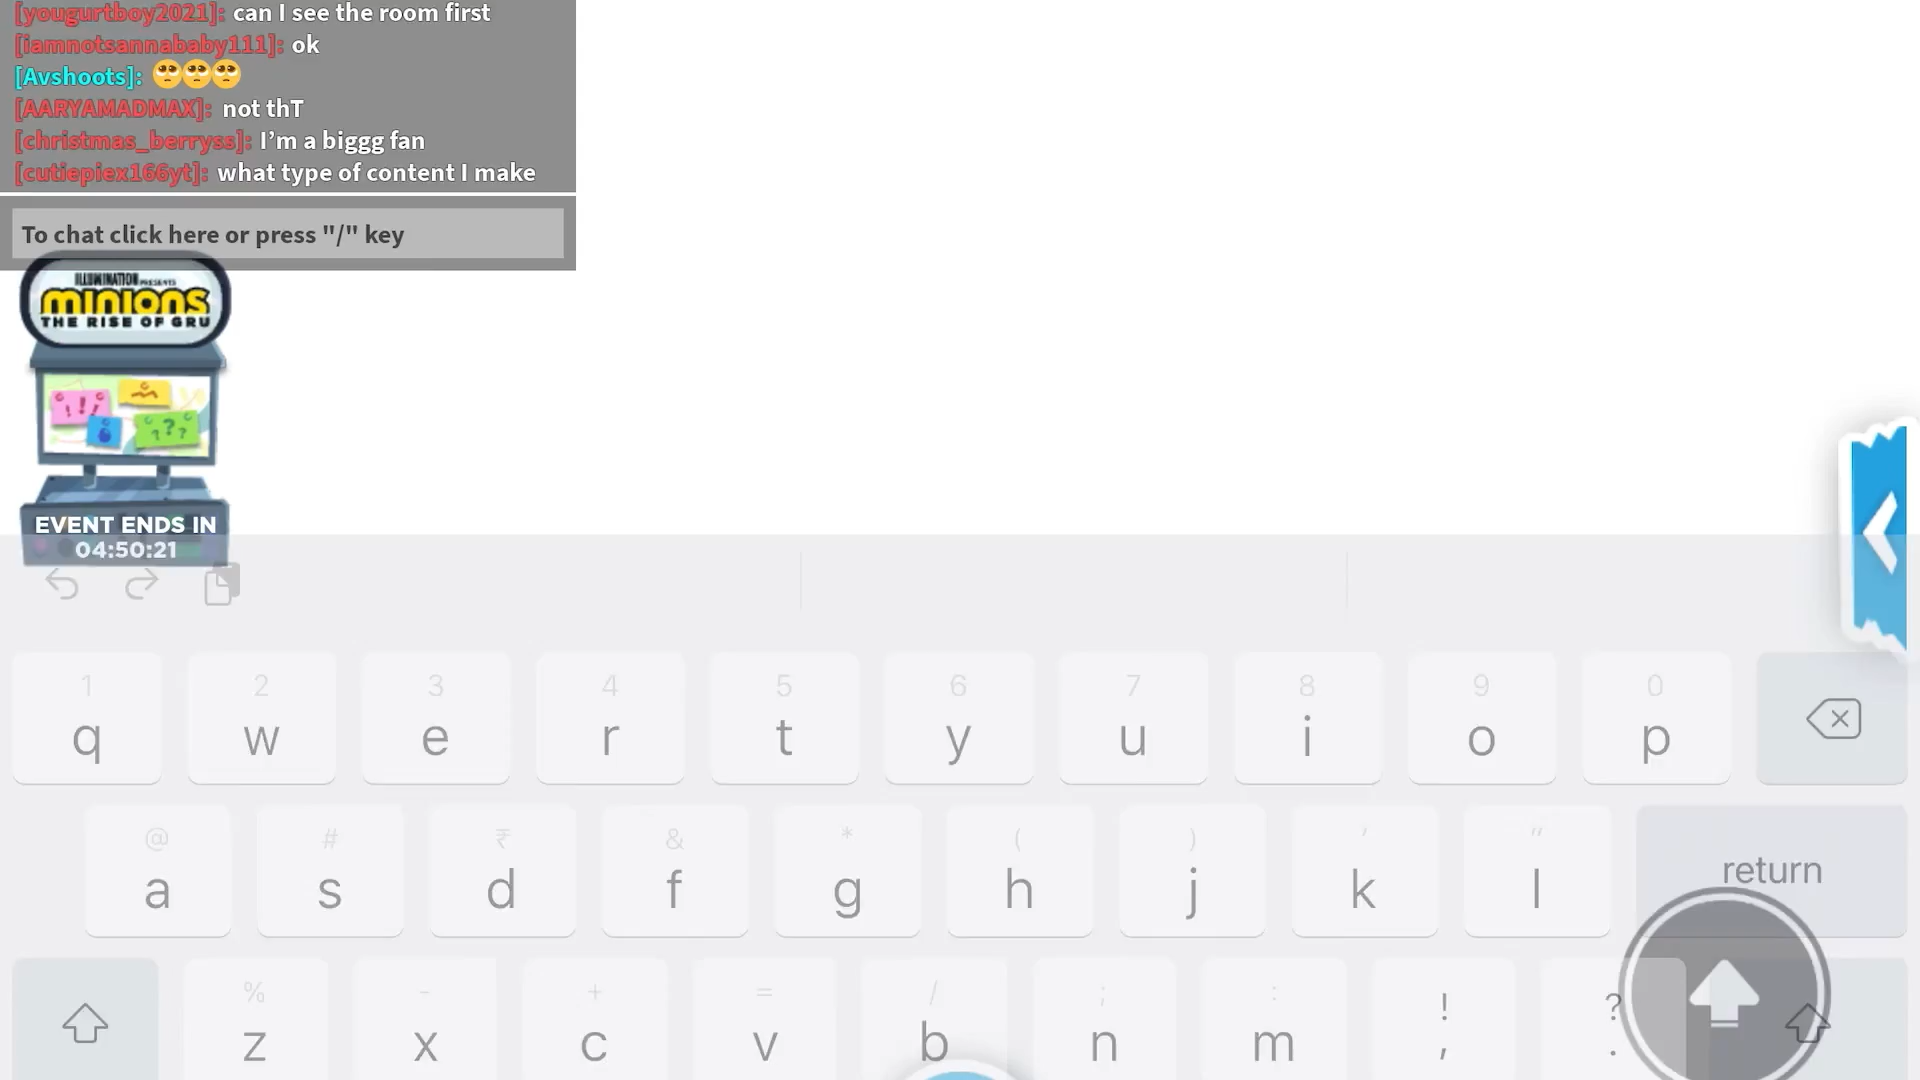 [yougurtboy2021]: can I see the room first
[iamnotsannababy111]: ok
[Avshoots]: 🥺🥺🥺
[AARYAMADMAX]: not thT
[christmas_berryss]: I’m a biggg fan
[cutiepiex166yt]: what type of content I make
To chat click here or press "/" key
ILLUMINATION PRESENTS
minions
THE RISE OF GRU
!!!
???
EVENT ENDS IN
04:50:21
1 2 3 4 5 6 7 8 9 0
q w e r t y u i o p
@ # ₹ & * ( ) ’ “
a s d f g h j k l return
% - + = / ; : ! ?
z x c v b n m , .